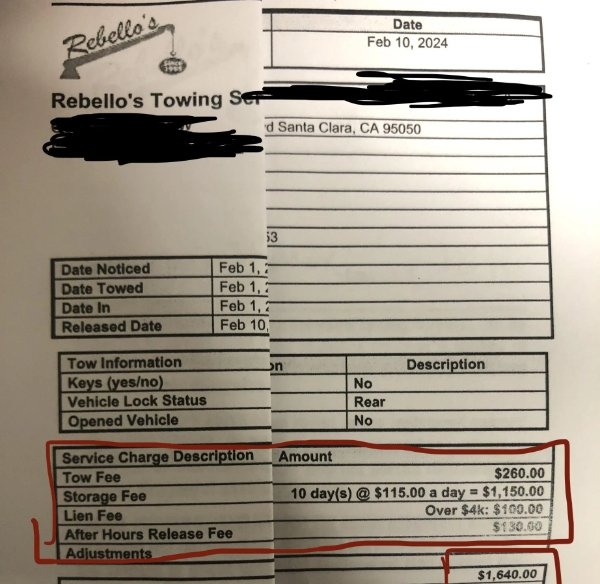 Rebello's
SINCE 1965
Date
Feb 10, 2024
Rebello's Towing
d Santa Clara, CA 95050
53
Date Noticed Feb 1,
Date Towed Feb 1,
Date In Feb 1,
Released Date Feb 10,
Tow Information on Description
Keys (yes/no) No
Vehicle Lock Status Rear
Opened Vehicle No
Service Charge Description Amount
Tow Fee $260.00
Storage Fee 10 day(s) @ $115.00 a day = $1,150.00
Lien Fee Over $4k: $100.00
After Hours Release Fee $130.00
Adjustments
$1,640.00